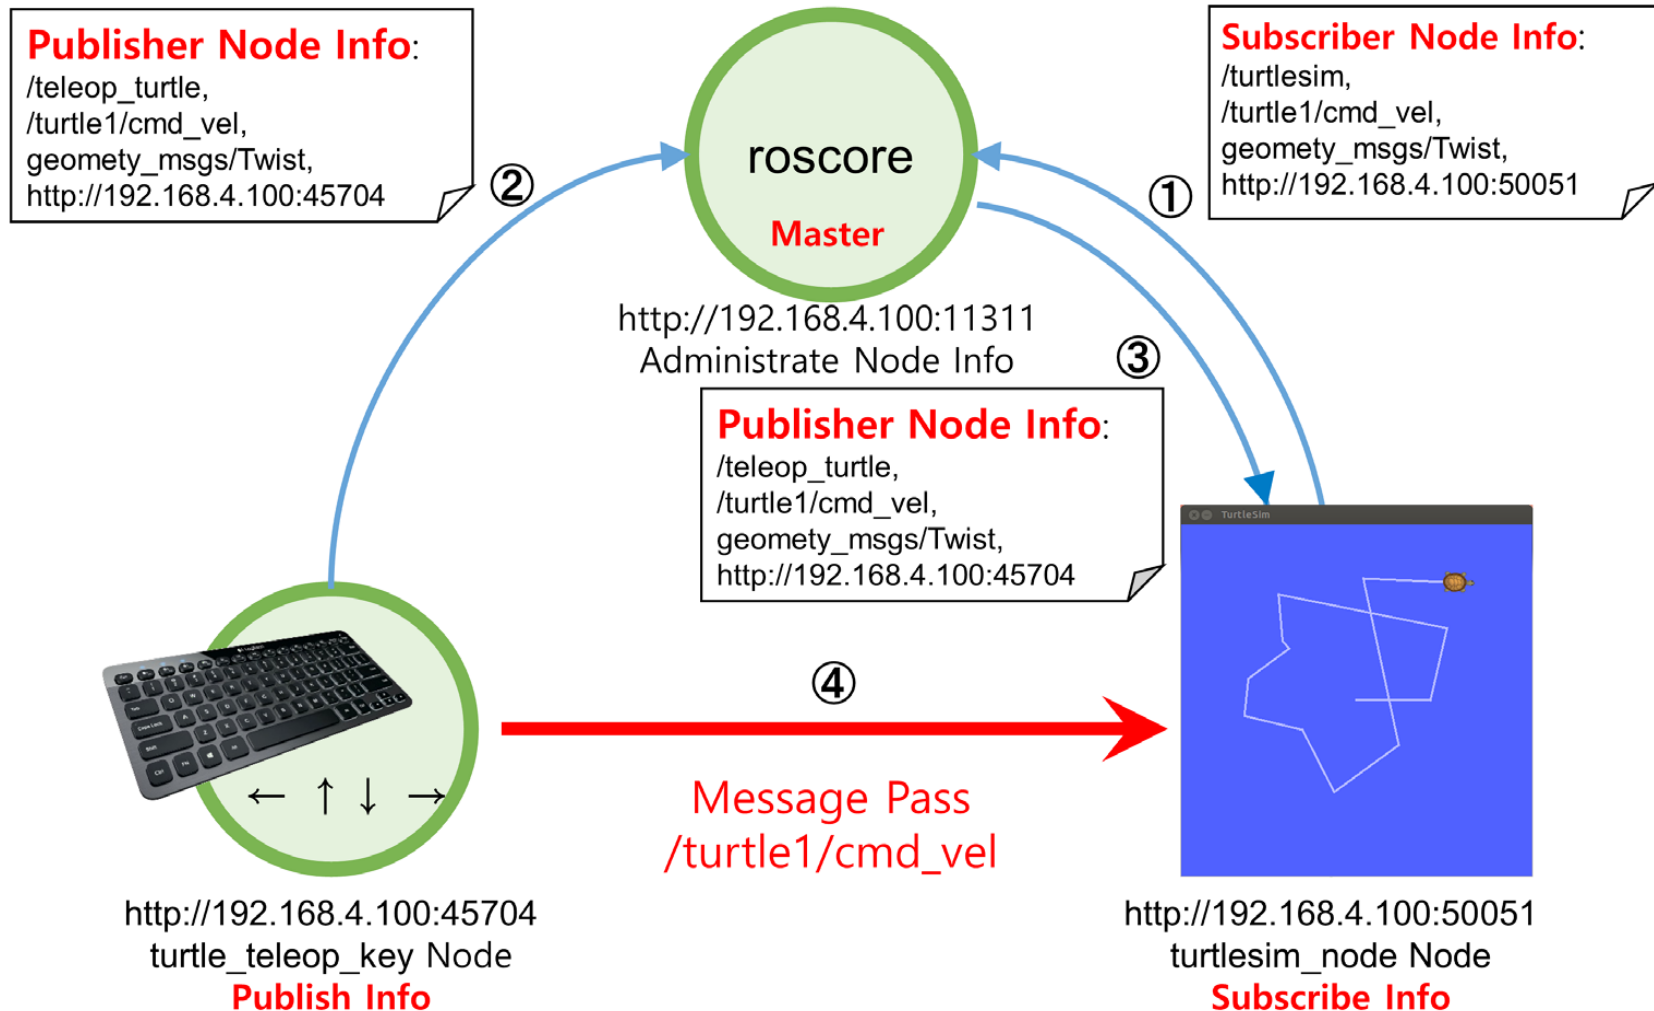 Publisher Node Info:
/teleop_turtle,
/turtle1/cmd_vel,
geomety_msgs/Twist,
http://192.168.4.100:45704
②
roscore
Master
http://192.168.4.100:11311
Administrate Node Info
①
Subscriber Node Info:
/turtlesim,
/turtle1/cmd_vel,
geomety_msgs/Twist,
http://192.168.4.100:50051
③
Publisher Node Info:
/teleop_turtle,
/turtle1/cmd_vel,
geomety_msgs/Twist,
http://192.168.4.100:45704
TurtleSim
← ↑ ↓ →
④
Message Pass
/turtle1/cmd_vel
http://192.168.4.100:45704
turtle_teleop_key Node
Publish Info
http://192.168.4.100:50051
turtlesim_node Node
Subscribe Info